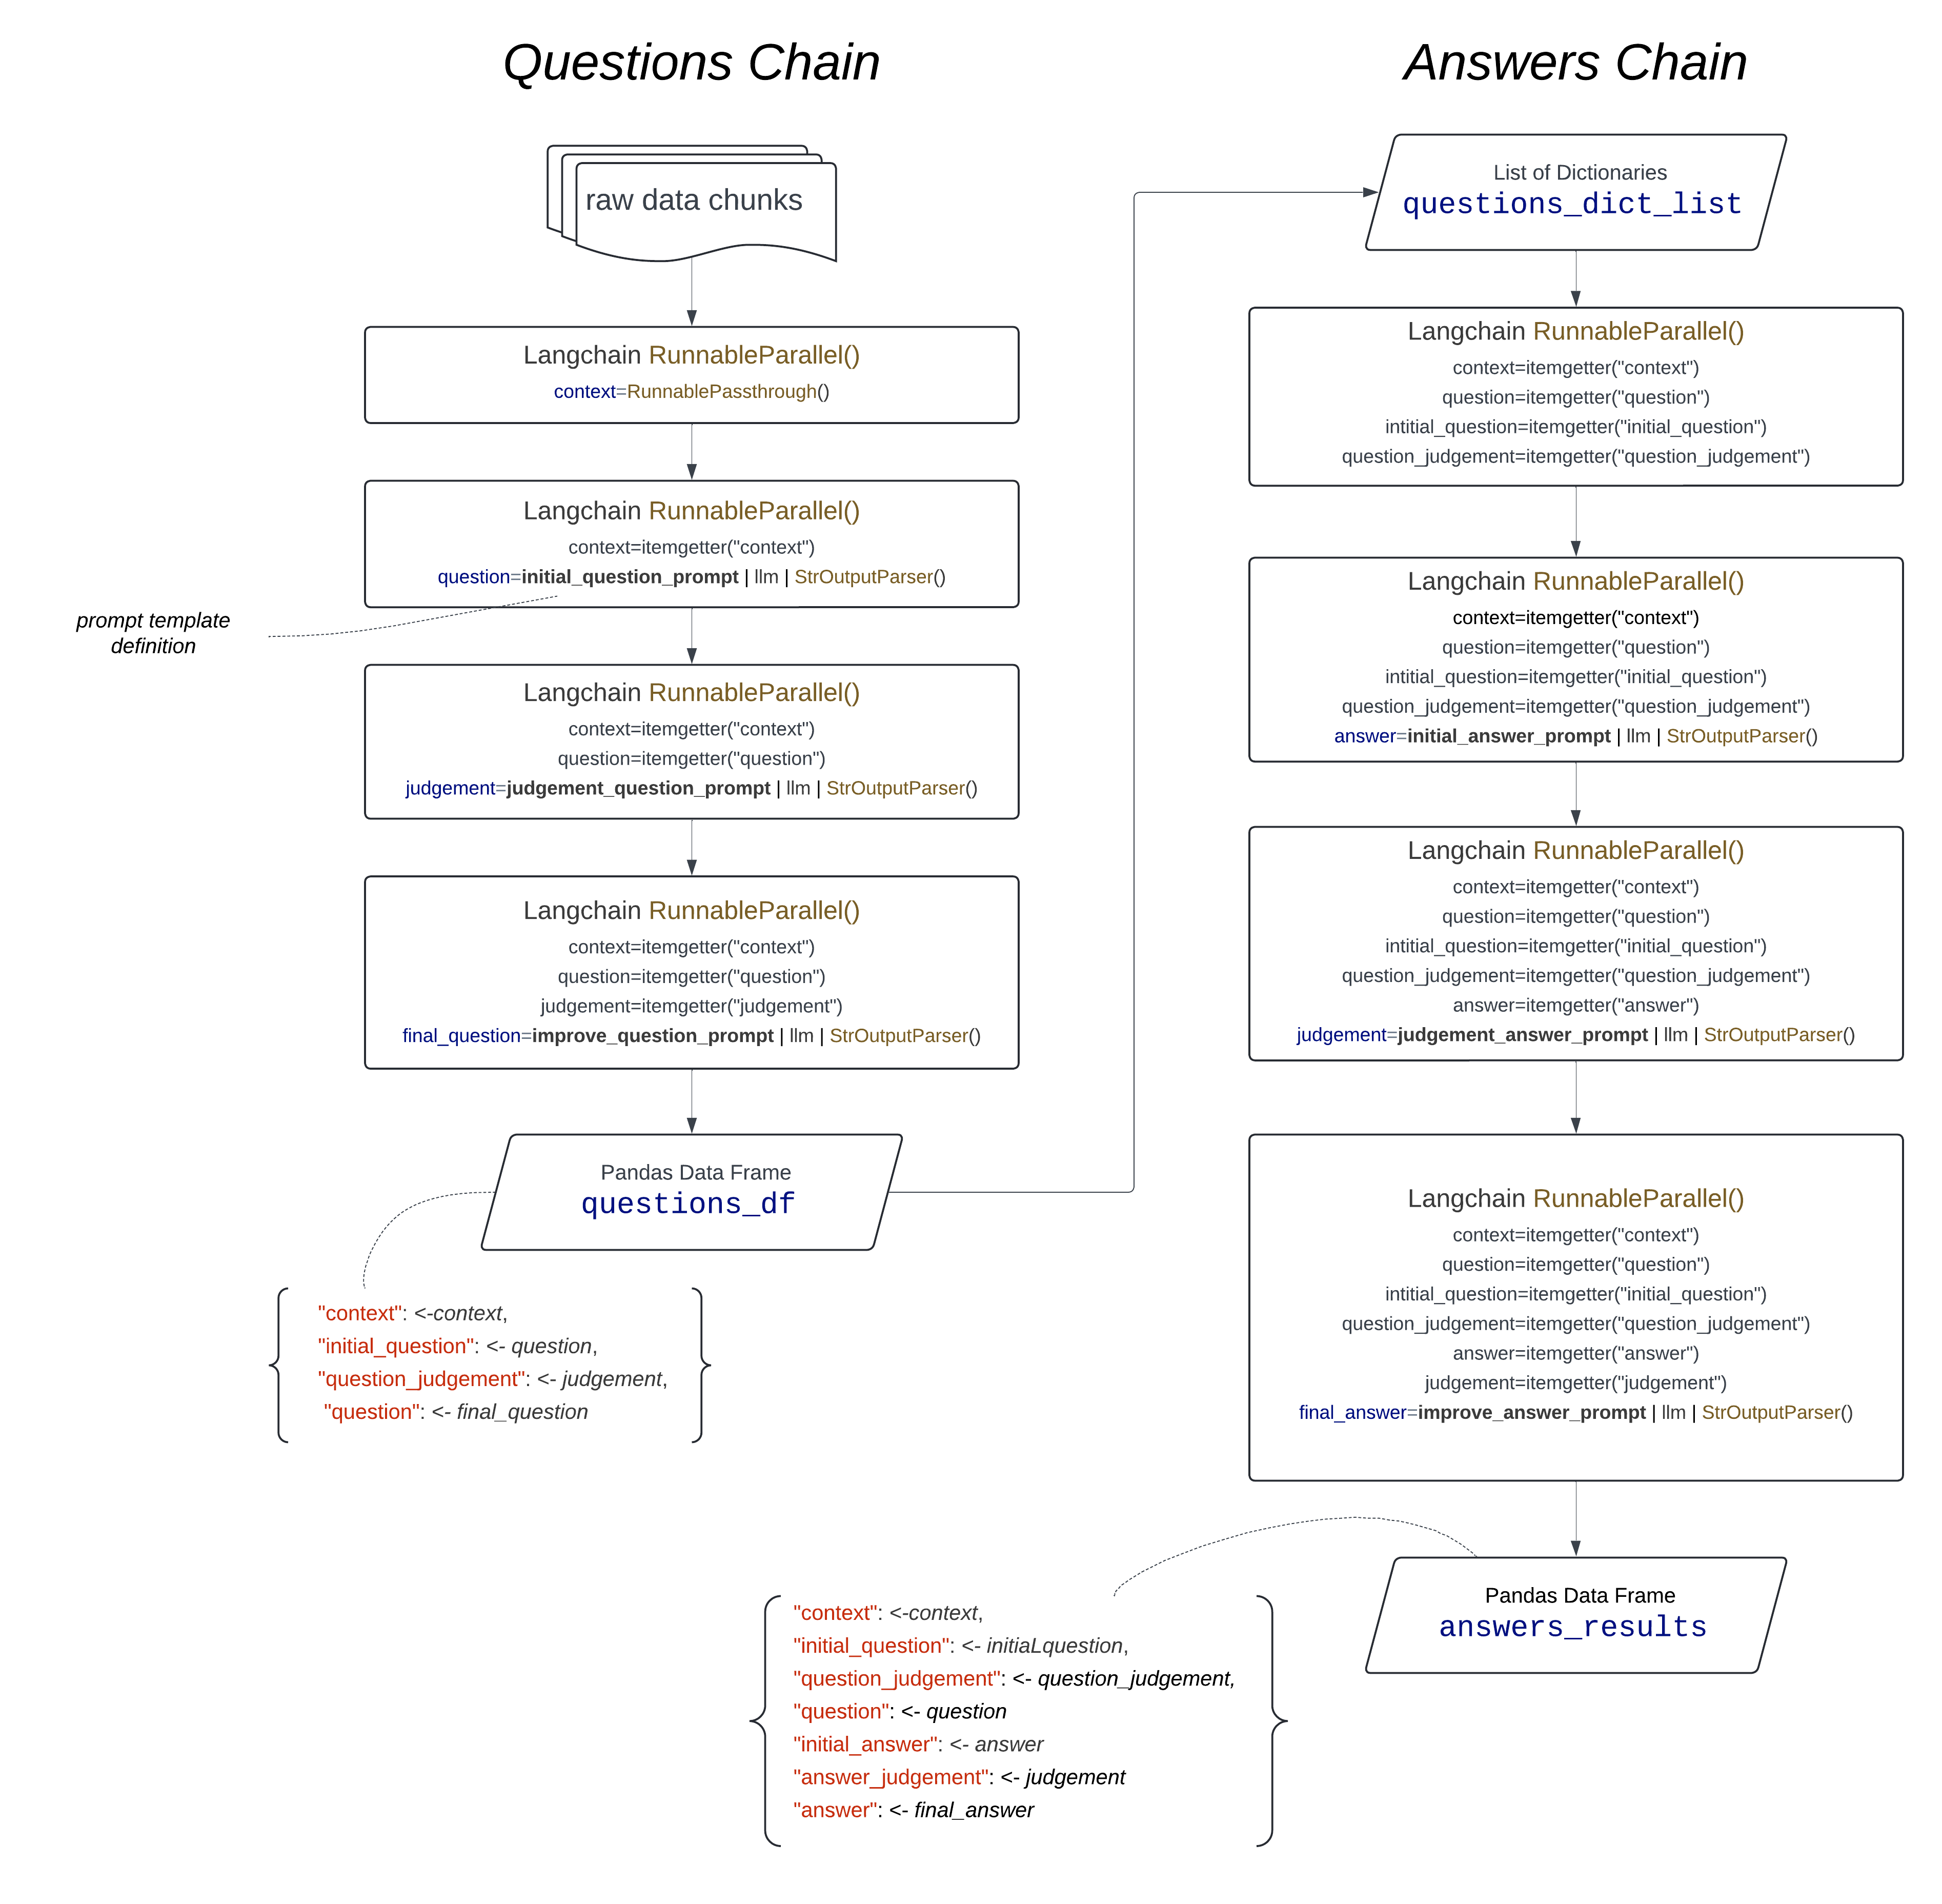 Questions Chain
raw data chunks
Langchain RunnableParallel()
context=RunnablePassthrough()
Langchain RunnableParallel()
context=itemgetter("context")
question=initial_question_prompt | llm | StrOutputParser()
prompt template
definition
Langchain RunnableParallel()
context=itemgetter("context")
question=itemgetter("question")
judgement=judgement_question_prompt | llm | StrOutputParser()
Langchain RunnableParallel()
context=itemgetter("context")
question=itemgetter("question")
judgement=itemgetter("judgement")
final_question=improve_question_prompt | llm | StrOutputParser()
Pandas Data Frame
questions_df
"context": <-context,
"initial_question": <- question,
"question_judgement": <- judgement,
"question": <- final_question
Answers Chain
List of Dictionaries
questions_dict_list
Langchain RunnableParallel()
context=itemgetter("context")
question=itemgetter("question")
intitial_question=itemgetter("initial_question")
question_judgement=itemgetter("question_judgement")
Langchain RunnableParallel()
context=itemgetter("context")
question=itemgetter("question")
intitial_question=itemgetter("initial_question")
question_judgement=itemgetter("question_judgement")
answer=initial_answer_prompt | llm | StrOutputParser()
Langchain RunnableParallel()
context=itemgetter("context")
question=itemgetter("question")
intitial_question=itemgetter("initial_question")
question_judgement=itemgetter("question_judgement")
answer=itemgetter("answer")
judgement=judgement_answer_prompt | llm | StrOutputParser()
Langchain RunnableParallel()
context=itemgetter("context")
question=itemgetter("question")
intitial_question=itemgetter("initial_question")
question_judgement=itemgetter("question_judgement")
answer=itemgetter("answer")
judgement=itemgetter("judgement")
final_answer=improve_answer_prompt | llm | StrOutputParser()
Pandas Data Frame
answers_results
"context": <-context,
"initial_question": <- initiaLquestion,
"question_judgement": <- question_judgement,
"question": <- question
"initial_answer": <- answer
"answer_judgement": <- judgement
"answer": <- final_answer